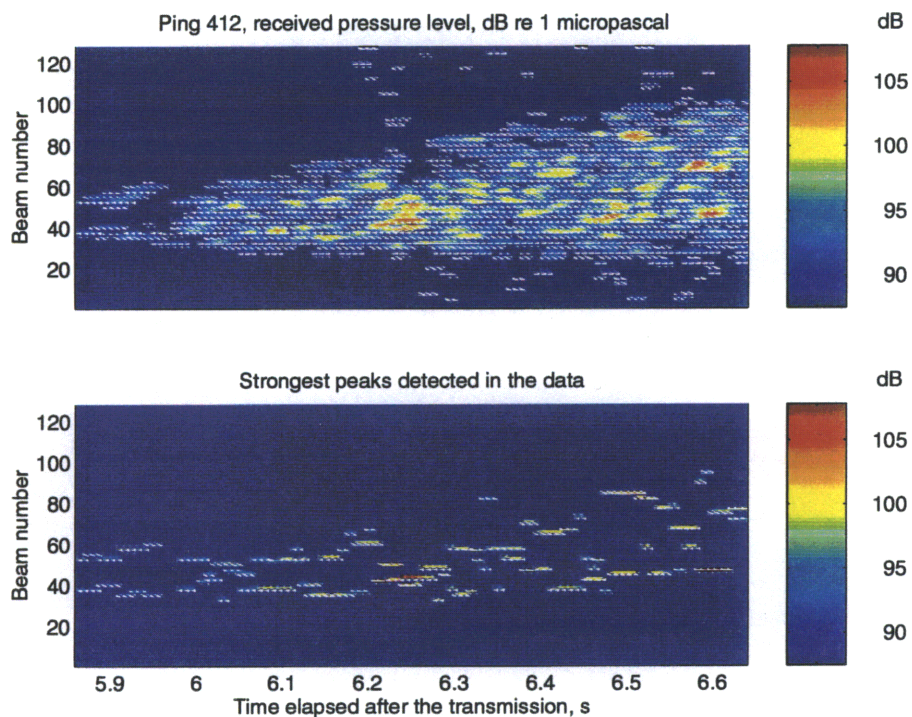 Ping 412, received pressure level, dB re 1 micropascal
dB
120
100
80
60
40
20
Beam number
105
100
95
90
Strongest peaks detected in the data
dB
120
100
80
60
40
20
Beam number
105
100
95
90
5.9 6 6.1 6.2 6.3 6.4 6.5 6.6
Time elapsed after the transmission, s